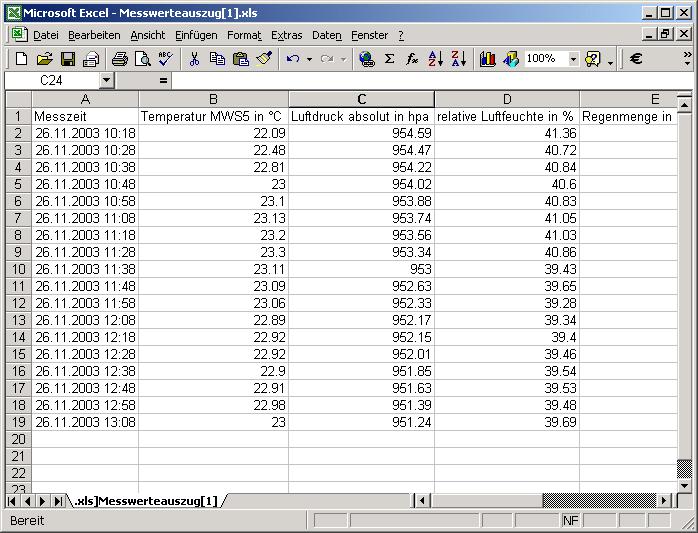 Microsoft Excel - Messwerteauszug[1].xls
Datei Bearbeiten Ansicht Einfügen Format Extras Daten Fenster ?
100%
C24 =
A B C D E
1 Messzeit Temperatur MWS5 in °C Luftdruck absolut in hpa relative Luftfeuchte in % Regenmenge in
2 26.11.2003 10:18 22.09 954.59 41.36
3 26.11.2003 10:28 22.48 954.47 40.72
4 26.11.2003 10:38 22.81 954.22 40.84
5 26.11.2003 10:48 23 954.02 40.6
6 26.11.2003 10:58 23.1 953.88 40.83
7 26.11.2003 11:08 23.13 953.74 41.05
8 26.11.2003 11:18 23.2 953.56 41.03
9 26.11.2003 11:28 23.3 953.34 40.86
10 26.11.2003 11:38 23.11 953 39.43
11 26.11.2003 11:48 23.09 952.63 39.65
12 26.11.2003 11:58 23.06 952.33 39.28
13 26.11.2003 12:08 22.89 952.17 39.34
14 26.11.2003 12:18 22.92 952.15 39.4
15 26.11.2003 12:28 22.92 952.01 39.46
16 26.11.2003 12:38 22.9 951.85 39.54
17 26.11.2003 12:48 22.91 951.63 39.53
18 26.11.2003 12:58 22.98 951.39 39.48
19 26.11.2003 13:08 23 951.24 39.69
20
21
22
23
.xls]Messwerteauszug[1]
Bereit NF